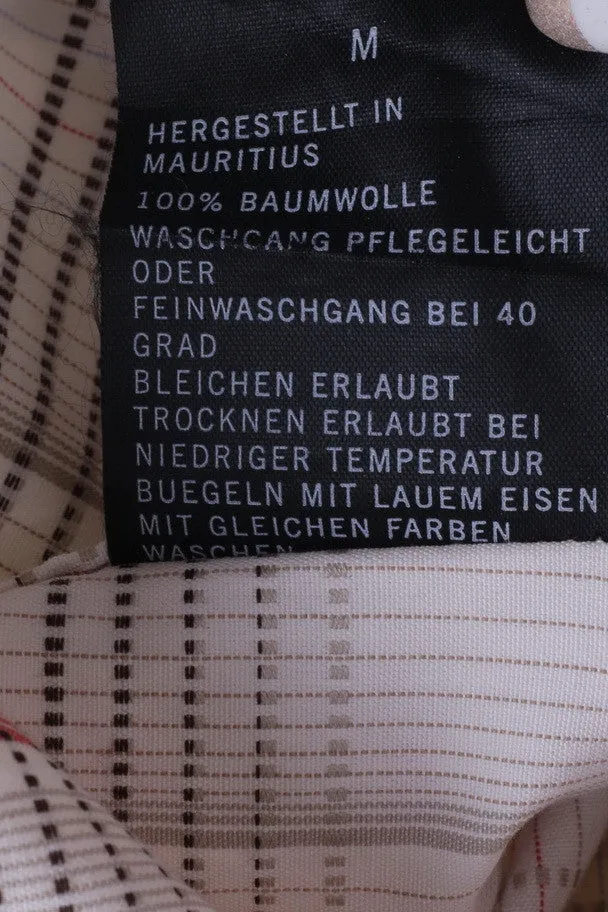 M
HERGESTELLT IN
MAURITIUS
100% BAUMWOLLE
WASCHGANG PFLEGELEICHT
ODER
FEINWASCHGANG BEI 40
GRAD
BLEICHEN ERLAUBT
TROCKNEN ERLAUBT BEI
NIEDRIGER TEMPERATUR
BUEGELN MIT LAUEM EISEN
MIT GLEICHEN FARBEN
WASCHEN